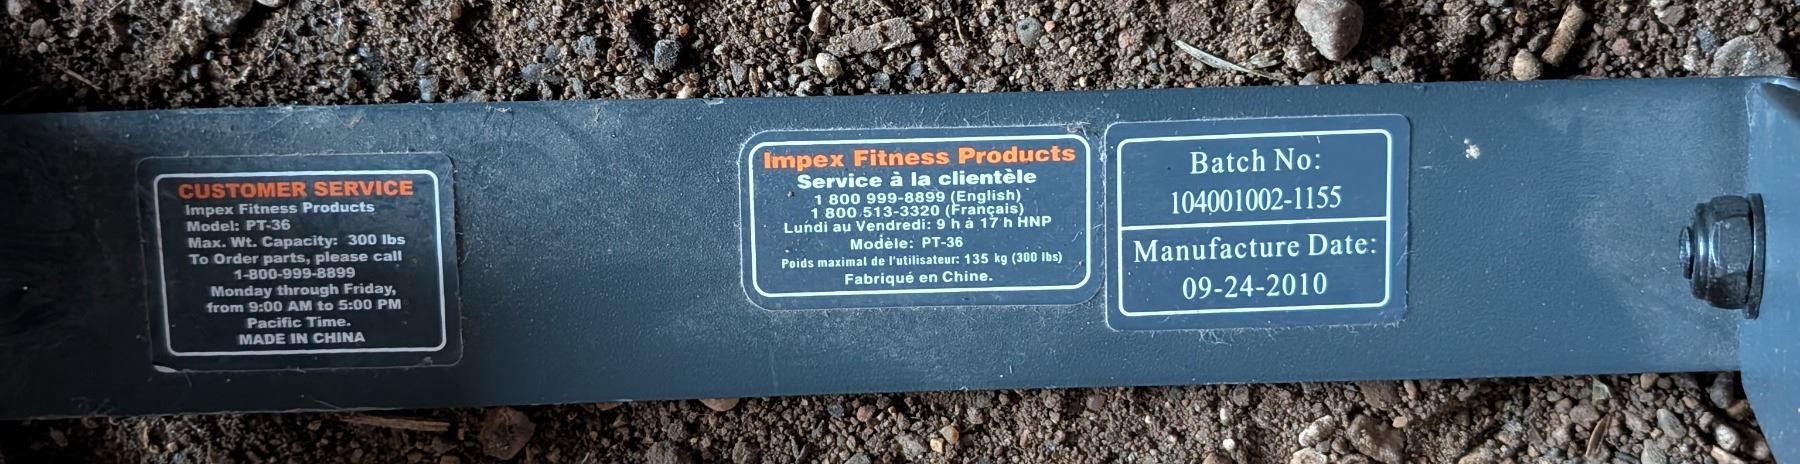 CUSTOMER SERVICE
Impex Fitness Products
Model: PT-36
Max. Wt. Capacity: 300 lbs
To Order parts, please call
1-800-999-8899
Monday through Friday,
from 9:00 AM to 5:00 PM
Pacific Time.
MADE IN CHINA
Impex Fitness Products
Service à la clientèle
1 800 999-8899 (English)
1 800 513-3320 (Français)
Lundi au Vendredi: 9 h à 17 h HNP
Modèle: PT-36
Poids maximal de l'utilisateur: 135 kg (300 lbs)
Fabriqué en Chine.
Batch No:
104001002-1155
Manufacture Date:
09-24-2010